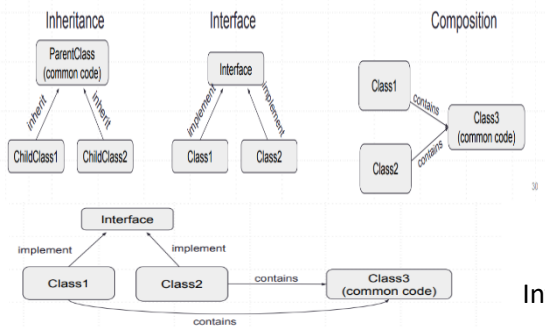 Inheritance
ParentClass
(common code)
inherit
inherit
ChildClass1
ChildClass2
Interface
Interface
implement
implement
Class1
Class2
Composition
Class1
contains
Class3
(common code)
contains
Class2
30
Interface
implement
implement
Class1
Class2
contains
Class3
(common code)
contains
In